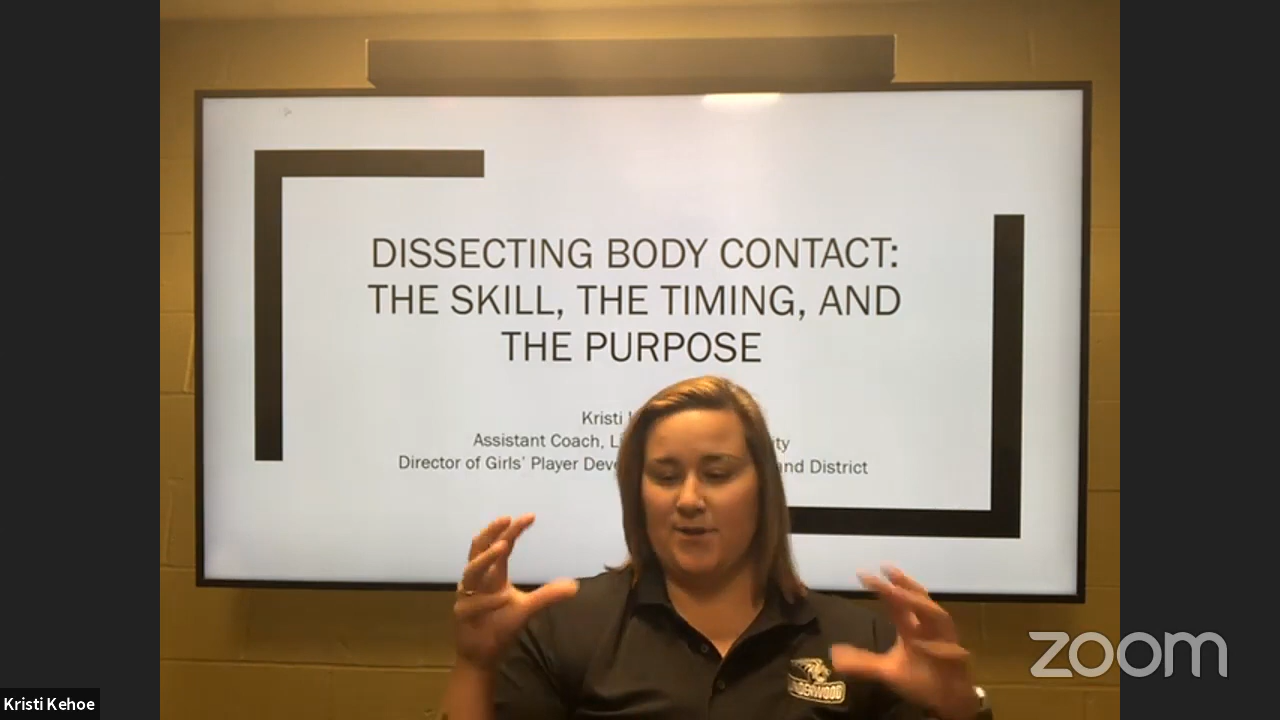 DISSECTING BODY CONTACT:
THE SKILL, THE TIMING, AND
THE PURPOSE
Kristi
Assistant Coach,
Director of Girls' Player
District
zoom
Kristi Kehoe